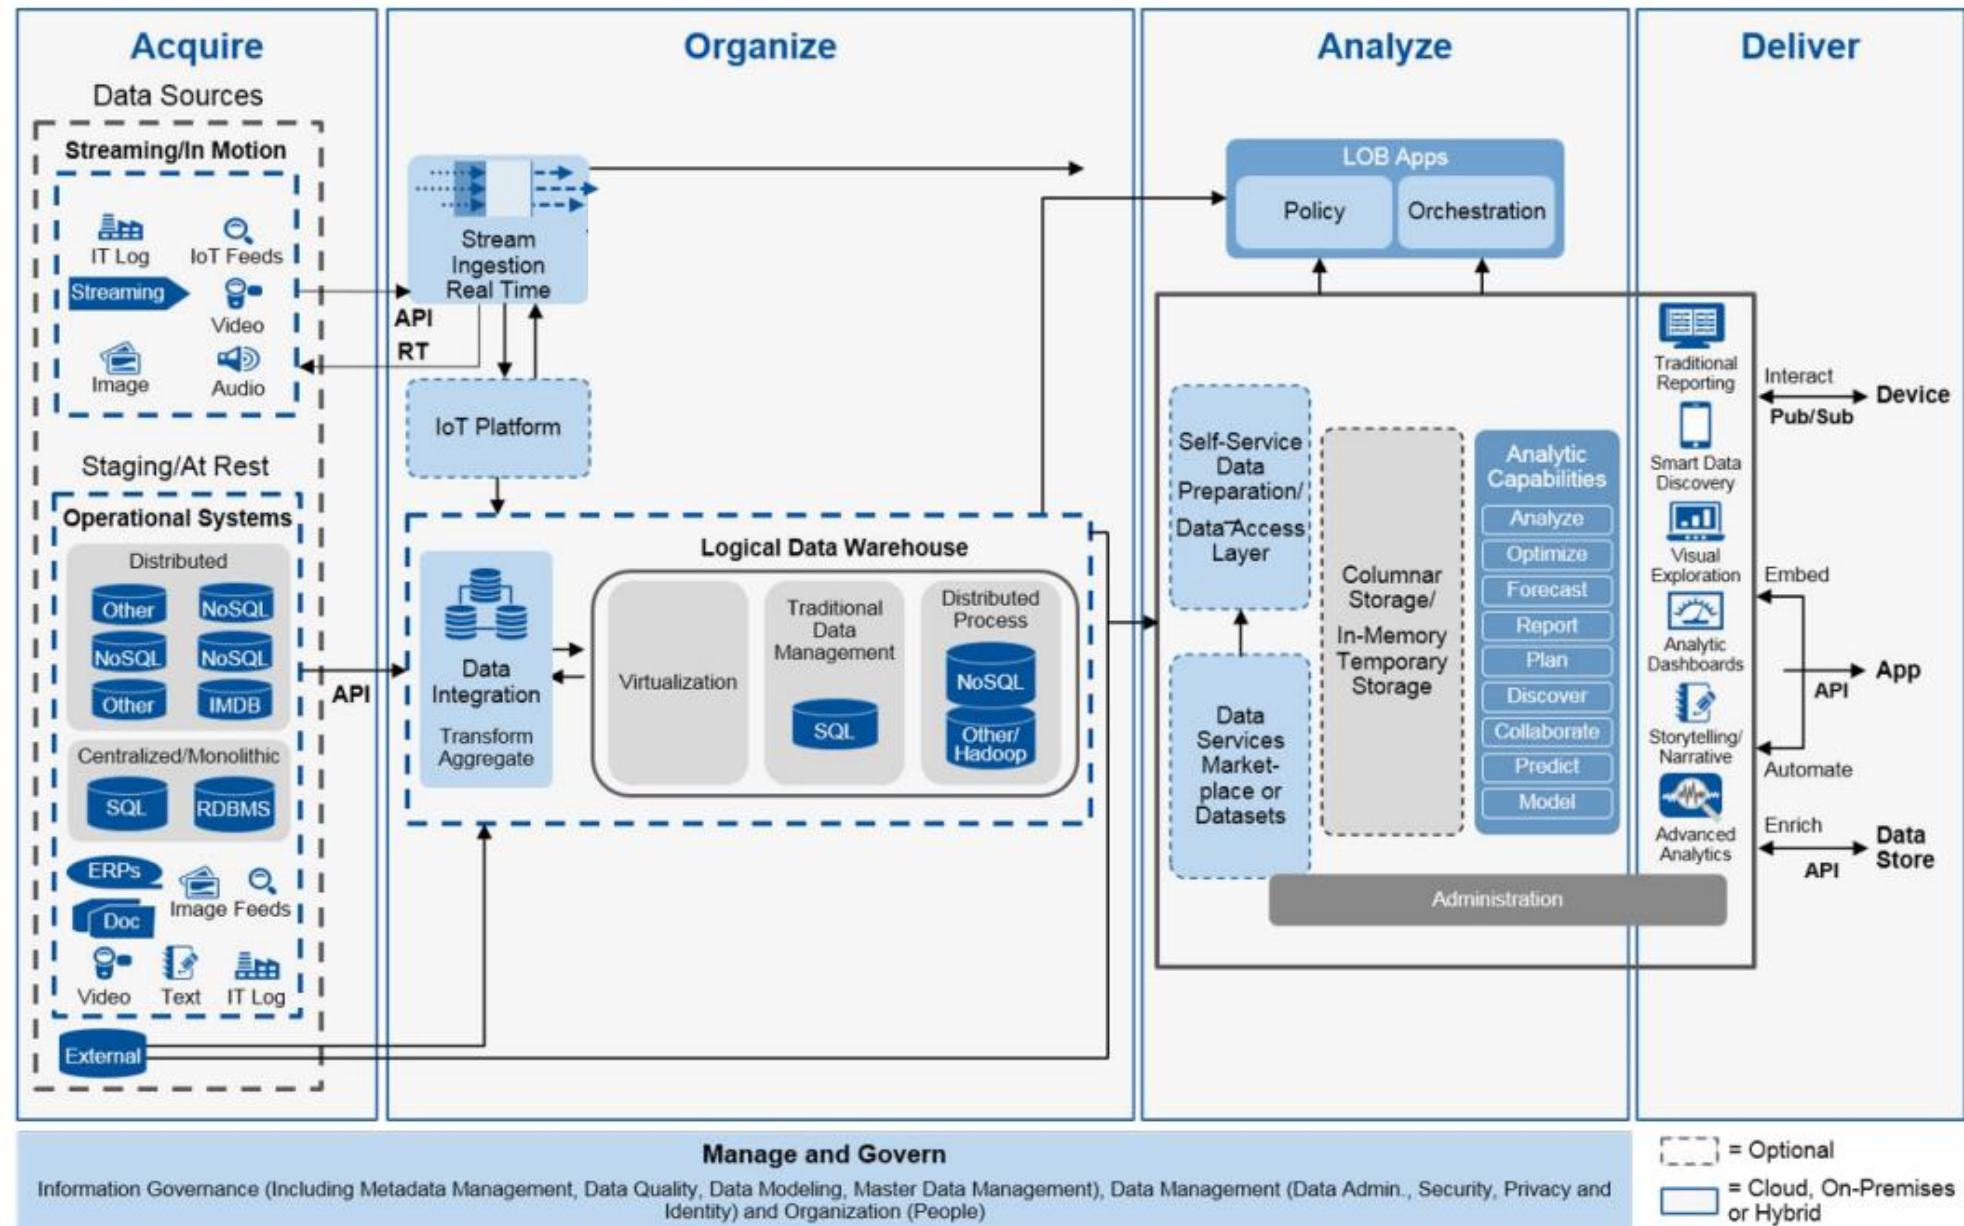 Acquire
Data Sources
Streaming/In Motion
IT Log
IoT Feeds
Streaming
Video
Image
Audio
Staging/At Rest
Operational Systems
Distributed
Other
NoSQL
NoSQL
NoSQL
Other
IMDB
Centralized/Monolithic
SQL
RDBMS
ERPs
Doc
Image
Feeds
Video
Text
IT Log
External
Organize
Stream
Ingestion
Real Time
API
RT
IoT Platform
API
Logical Data Warehouse
Data
Integration
Transform
Aggregate
Virtualization
Traditional
Data
Management
SQL
Distributed
Process
NoSQL
Other/
Hadoop
Analyze
LOB Apps
Policy
Orchestration
Self-Service
Data
Preparation/
Data Access
Layer
Data
Services
Market-
place or
Datasets
Columnar
Storage/
In-Memory
Temporary
Storage
Analytic
Capabilities
Analyze
Optimize
Forecast
Report
Plan
Discover
Collaborate
Predict
Model
Administration
Deliver
Traditional
Reporting
Smart Data
Discovery
Visual
Exploration
Analytic
Dashboards
Storytelling/
Narrative
Advanced
Analytics
Interact
Pub/Sub
Device
Embed
API
App
Automate
Enrich
API
Data
Store
Manage and Govern
Information Governance (Including Metadata Management, Data Quality, Data Modeling, Master Data Management), Data Management (Data Admin., Security, Privacy and
Identity) and Organization (People)
= Optional
= Cloud, On-Premises
or Hybrid